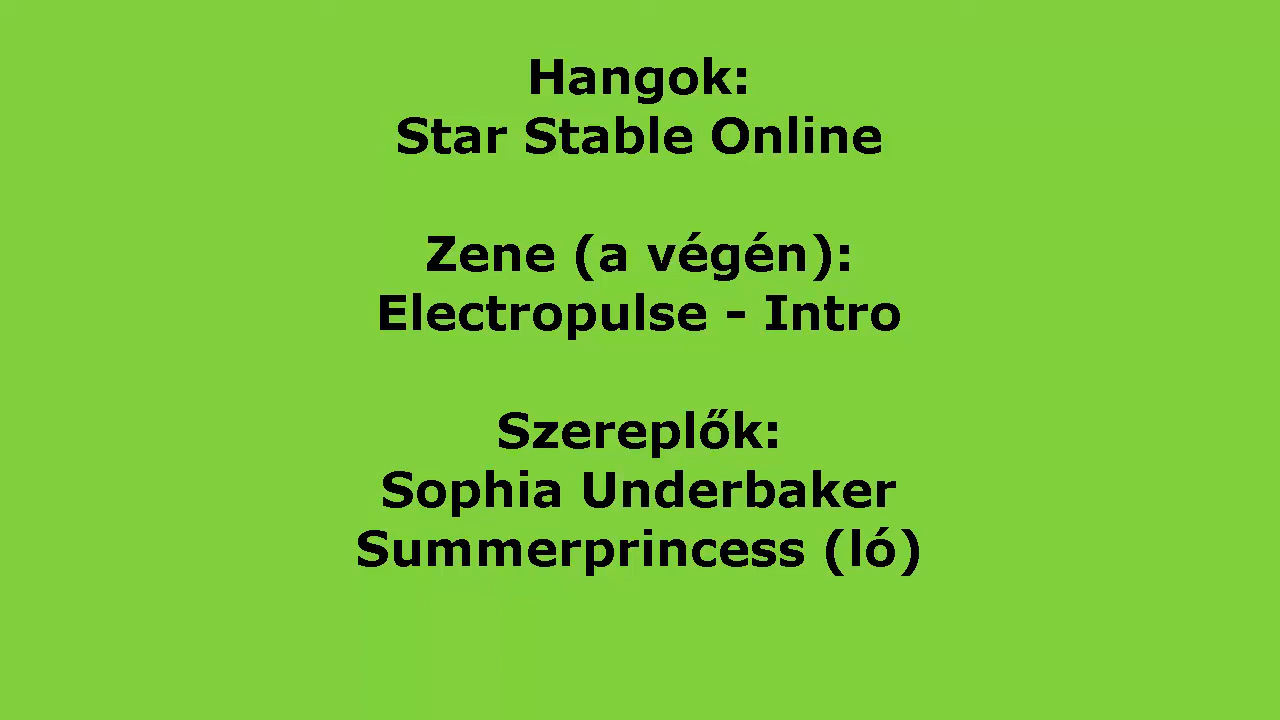 Hangok:
Star Stable Online
Zene (a végén):
Electropulse - Intro
Szereplők:
Sophia Underbaker
Summerprincess (ló)